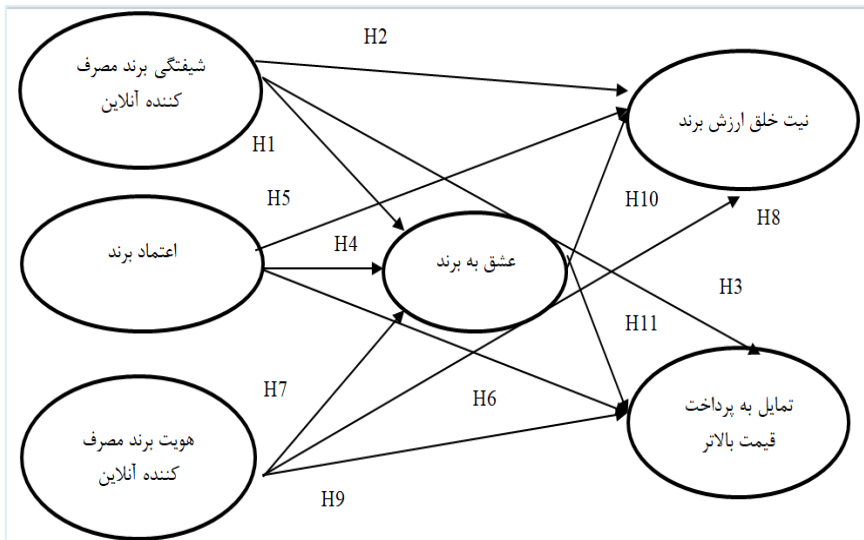 شیفتگی برند مصرف
کننده آنلاین
H2
نیت خلق ارزش برند
H1
H5
H10
H8
اعتماد برند
H4
عشق به برند
H3
H11
H7
H6
تمایل به پرداخت
قیمت بالاتر
هویت برند مصرف
کننده آنلاین
H9